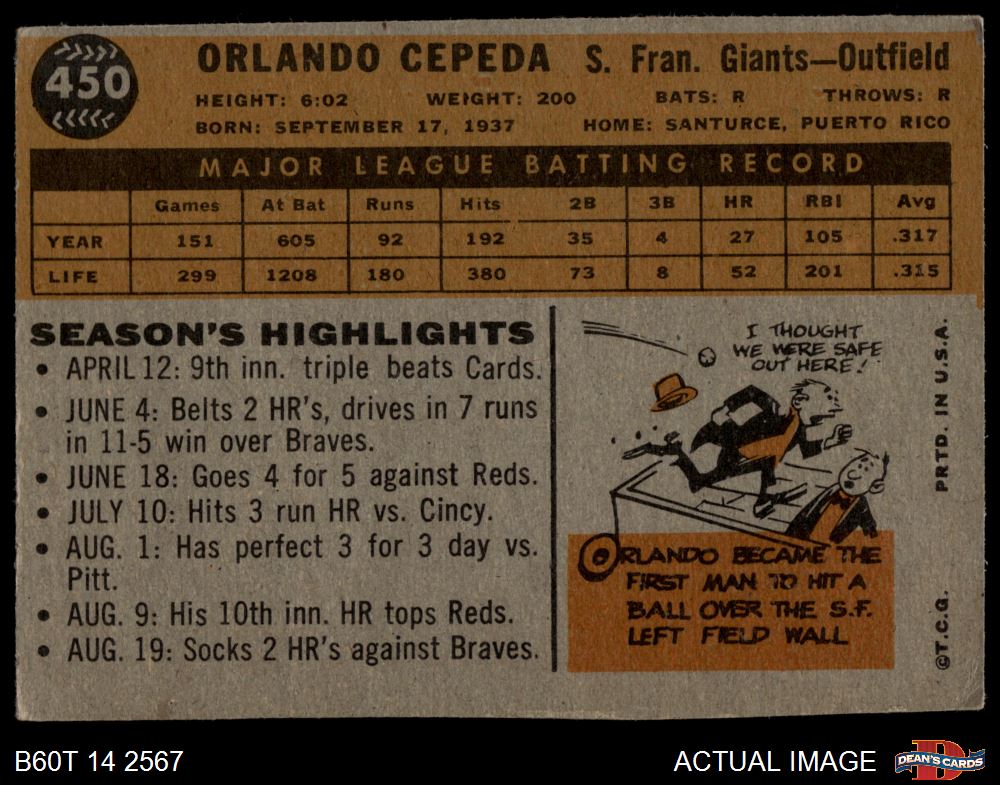 450
ORLANDO CEPEDA S. Fran. Giants—Outfield
HEIGHT: 6:02 WEIGHT: 200 BATS: R THROWS: R
BORN: SEPTEMBER 17, 1937 HOME: SANTURCE, PUERTO RICO
MAJOR LEAGUE BATTING RECORD
Games At Bat Runs Hits 2B 3B HR RBI Avg
YEAR 151 605 92 192 35 4 27 105 .317
LIFE 299 1208 180 380 73 8 52 201 .315
SEASON'S HIGHLIGHTS
• APRIL 12: 9th inn. triple beats Cards.
• JUNE 4: Belts 2 HR's, drives in 7 runs
in 11-5 win over Braves.
• JUNE 18: Goes 4 for 5 against Reds.
• JULY 10: Hits 3 run HR vs. Cincy.
• AUG. 1: Has perfect 3 for 3 day vs.
Pitt.
• AUG. 9: His 10th inn. HR tops Reds.
• AUG. 19: Socks 2 HR's against Braves.
I THOUGHT
WE WERE SAFE
OUT HERE!
ORLANDO BECAME THE
FIRST MAN TO HIT A
BALL OVER THE S.F.
LEFT FIELD WALL
©T.C.G. PRTD. IN U.S.A.
B60T 14 2567
ACTUAL IMAGE
D
DEAN'S CARDS